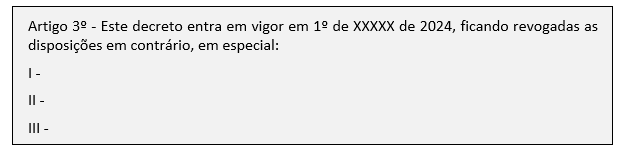 Artigo 3º - Este decreto entra em vigor em 1º de XXXXX de 2024, ficando revogadas as
disposições em contrário, em especial:
I -
II -
III -